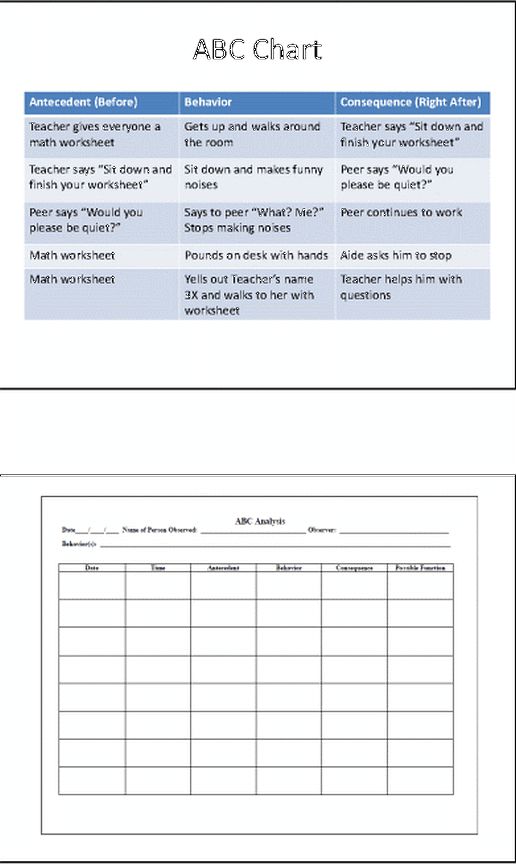 ABC Chart
Antecedent (Before) Behavior Consequence (Right After)
Teacher gives everyone a Gets up and walks around Teacher says “Sit down and
math worksheet the room finish your worksheet”
Teacher says “Sit down and Sit down and makes funny Peer says “Would you
finish your worksheet” noises please be quiet?”
Peer says “Would you Says to peer “What? Me?” Peer continues to work
please be quiet?” Stops making noises
Math worksheet Pounds on desk with hands Aide asks him to stop
Math worksheet Yells out Teacher’s name Teacher helps him with
3X and walks to her with questions
worksheet
ABC Analysis
Date___/___/___ Name of Person Observed: ____________________ Observer: ____________________
Behavior(s): ____________________
Date Time Antecedent Behavior Consequence Possible Function